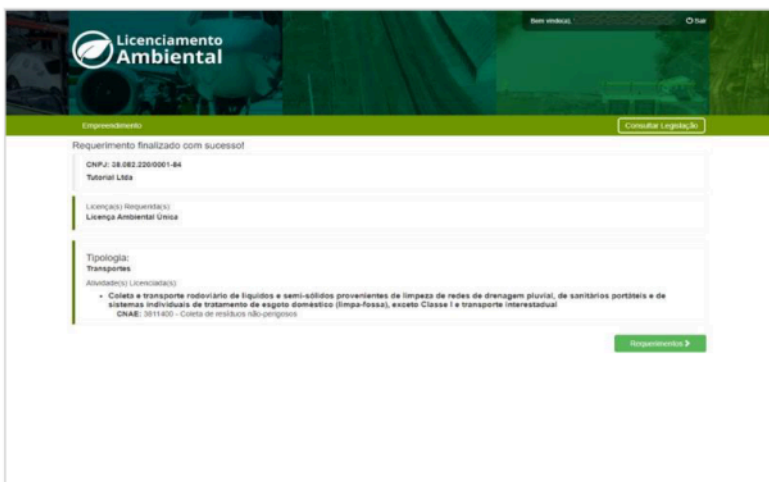 Licenciamento
Ambiental
Bem vindo(a),
Sair
Empreendimento
Consultar Legislação
Requerimento finalizado com sucesso!
CNPJ: 38.082.220/0001-84
Tutorial Ltda
Licença(s) Requerida(s):
Licença Ambiental Única
Tipologia:
Transportes
Atividade(s) Licenciada(s):
• Coleta e transporte rodoviário de líquidos e semi-sólidos provenientes de limpeza de redes de drenagem pluvial, de sanitários portáteis e de
sistemas individuais de tratamento de esgoto doméstico (limpa-fossa), exceto Classe I e transporte interestadual
CNAE: 3811400 - Coleta de resíduos não-perigosos
Requerimentos